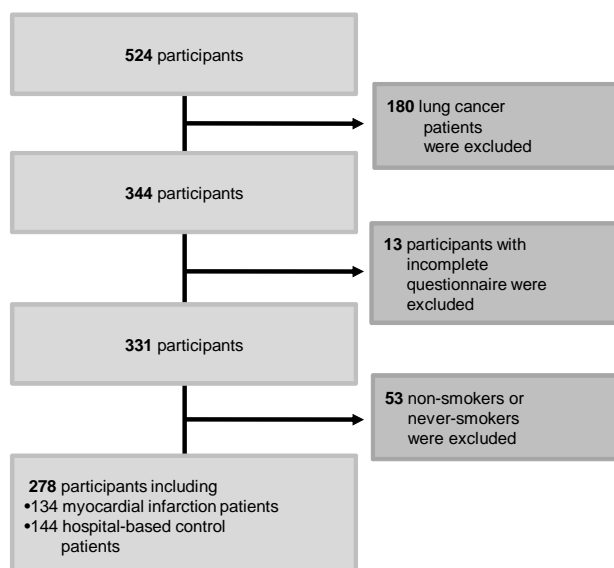 524 participants
180 lung cancer
patients
were excluded
344 participants
13 participants with
incomplete
questionnaire were
excluded
331 participants
53 non-smokers or
never-smokers
were excluded
278 participants including
•134 myocardial infarction patients
•144 hospital-based control
patients